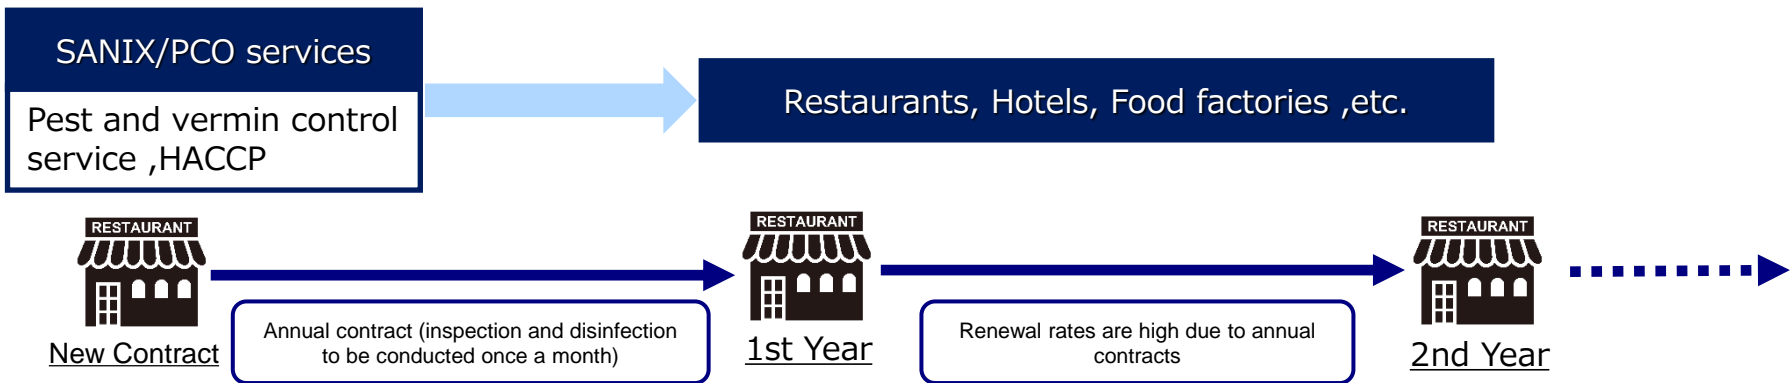 SANIX/PCO services
Pest and vermin control
service ,HACCP
Restaurants, Hotels, Food factories ,etc.
RESTAURANT
New Contract
Annual contract (inspection and disinfection
to be conducted once a month)
RESTAURANT
1st Year
Renewal rates are high due to annual
contracts
RESTAURANT
2nd Year